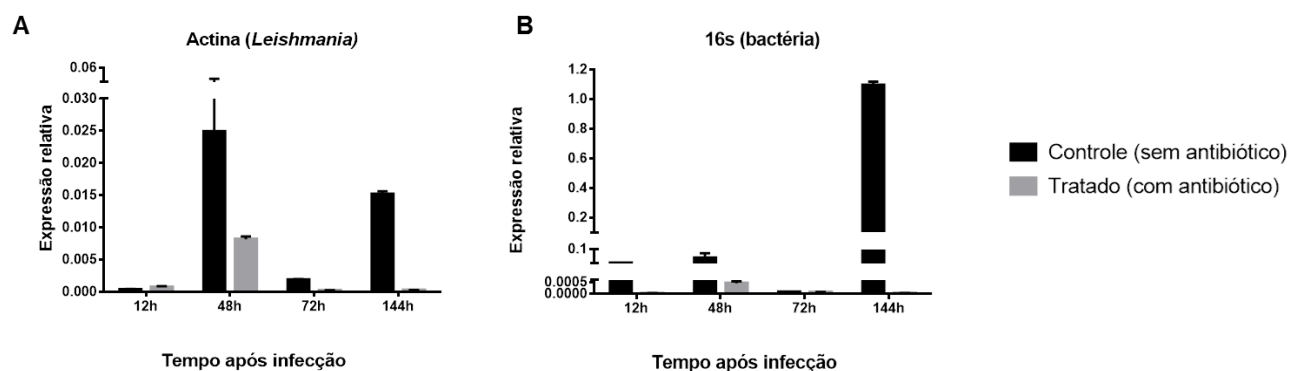 A
Actina (Leishmania)
Expressão relativa
0.06
0.030
0.025
0.020
0.015
0.010
0.005
0.000
12h 48h 72h 144h
Tempo após infecção
B
16s (bactéria)
Expressão relativa
1.2
1.0
0.8
0.6
0.4
0.2
0.1
0.0005
0.0000
12h 48h 72h 144h
Tempo após infecção
Controle (sem antibiótico)
Tratado (com antibiótico)